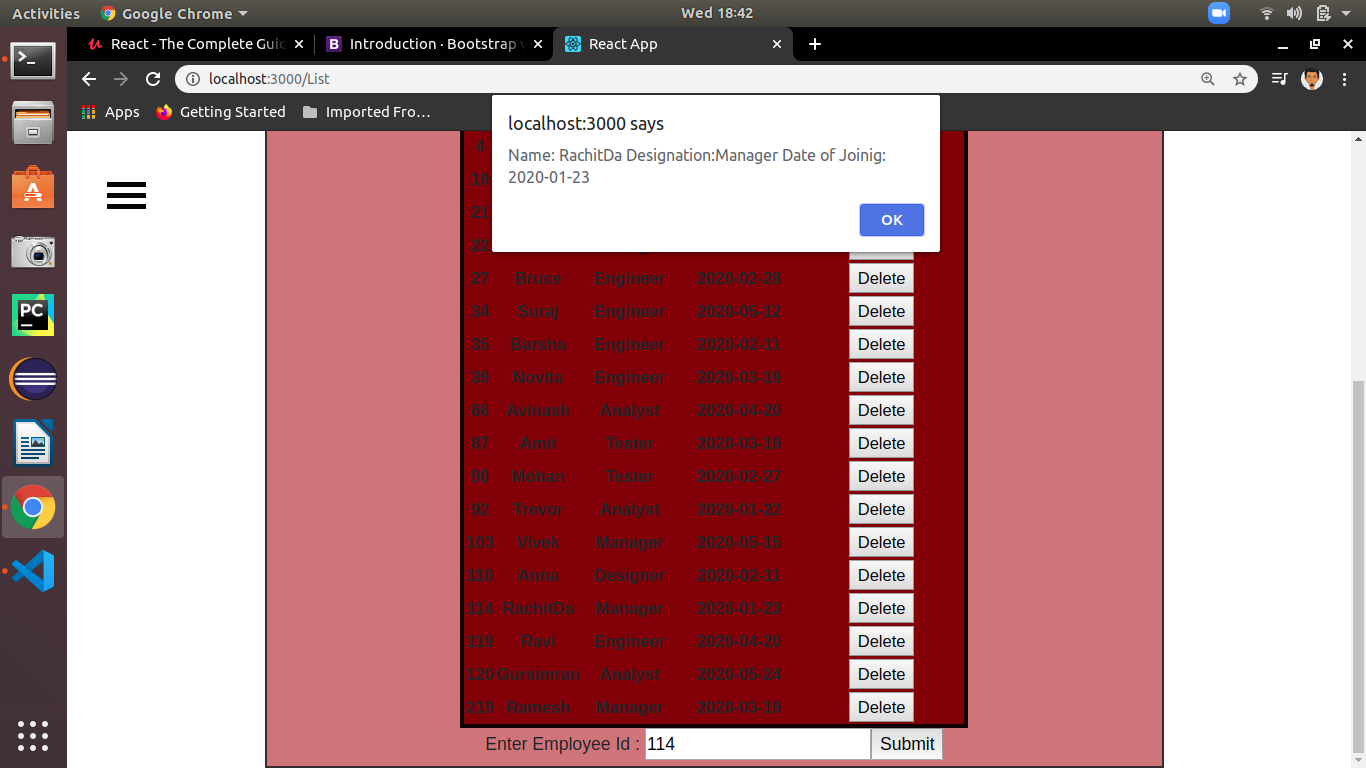 Activities Google Chrome Wed 18:42
React - The Complete Guid Introduction · Bootstrap v React App
localhost:3000/List
Apps Getting Started Imported Fro…
localhost:3000 says
Name: RachitDa Designation:Manager Date of Joinig:
2020-01-23
OK
4
19
21
22
27 Bruce Engineer 2020-02-28 Delete
34 Suraj Engineer 2020-05-12 Delete
35 Barsha Engineer 2020-02-11 Delete
39 Novita Engineer 2020-03-19 Delete
66 Avinash Analyst 2020-04-20 Delete
87 Amit Tester 2020-03-19 Delete
90 Mohan Tester 2020-02-27 Delete
92 Trevor Analyst 2020-01-22 Delete
103 Vivek Manager 2020-05-15 Delete
110 Anna Designer 2020-02-11 Delete
114 RachitDa Manager 2020-01-23 Delete
119 Ravi Engineer 2020-04-20 Delete
120 Gursimran Analyst 2020-05-24 Delete
219 Ramesh Manager 2020-03-19 Delete
Enter Employee Id : 114 Submit
PC